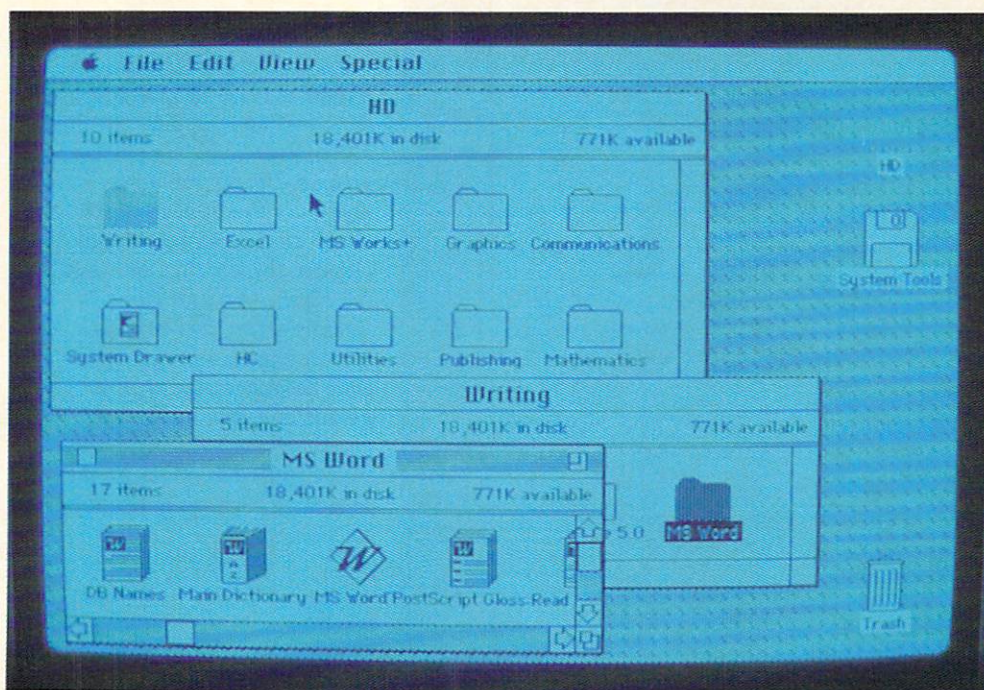 File Edit View Special
HD
10 items 18,401K in disk 771K available
Writing Excel MS Works+ Graphics Communications
System Drawer HC Utilities Publishing Mathematics
HD
System Tools
Writing
5 items 18,401K in disk 771K available
5.0 MS Word
MS Word
17 items 18,401K in disk 771K available
DB Names Main Dictionary MS Word PostScript Gloss Read
Trash